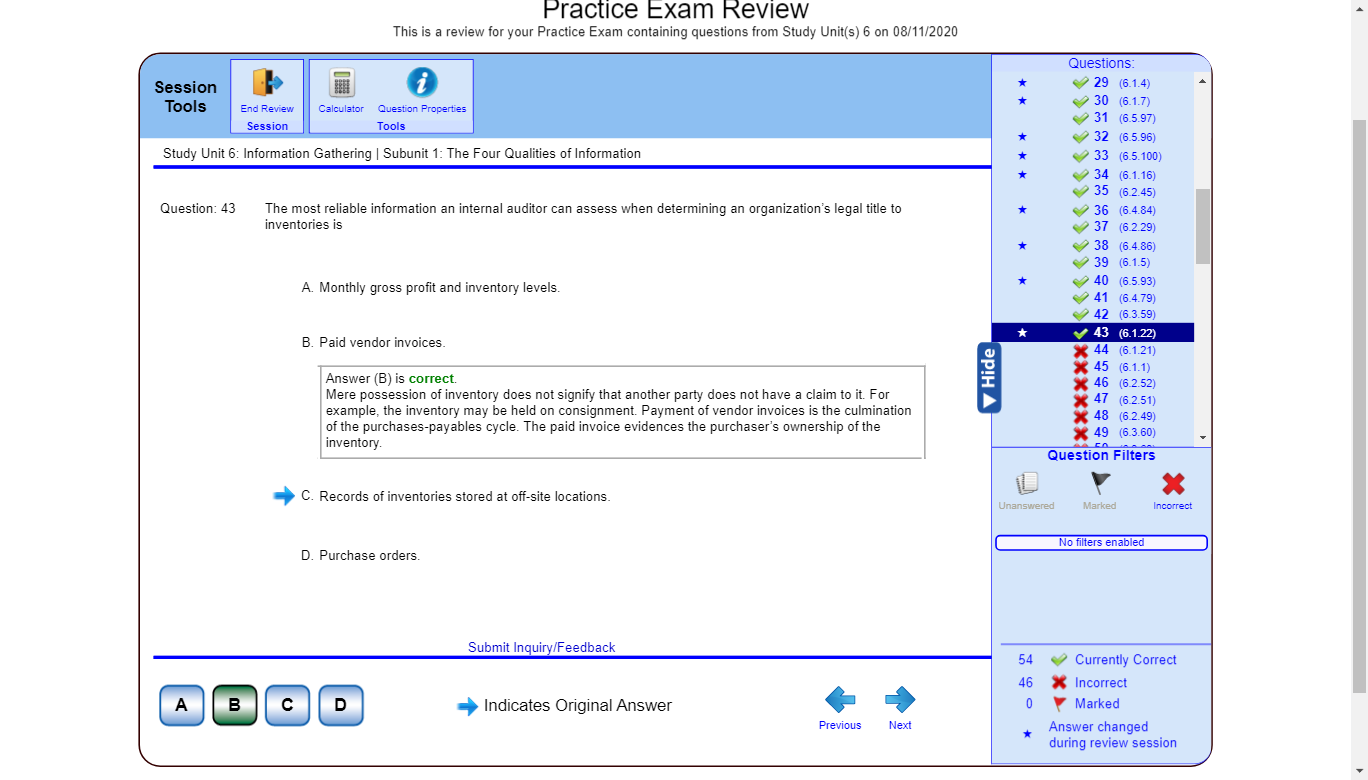 Practice Exam Review
This is a review for your Practice Exam containing questions from Study Unit(s) 6 on 08/11/2020
Session
Tools
End Review
Session
Calculator
Question Properties
Tools
Study Unit 6: Information Gathering | Subunit 1: The Four Qualities of Information
Question: 43
The most reliable information an internal auditor can assess when determining an organization's legal title to
inventories is
A. Monthly gross profit and inventory levels.
B. Paid vendor invoices.
Answer (B) is correct.
Mere possession of inventory does not signify that another party does not have a claim to it. For
example, the inventory may be held on consignment. Payment of vendor invoices is the culmination
of the purchases-payables cycle. The paid invoice evidences the purchaser's ownership of the
inventory.
C. Records of inventories stored at off-site locations.
D. Purchase orders.
Submit Inquiry/Feedback
A B C D
Indicates Original Answer
Previous
Next
Questions:
29 (6.1.4)
30 (6.1.7)
31 (6.5.97)
32 (6.5.96)
33 (6.5.100)
34 (6.1.16)
35 (6.2.45)
36 (6.4.84)
37 (6.2.29)
38 (6.4.86)
39 (6.1.5)
40 (6.5.93)
41 (6.4.79)
42 (6.3.59)
43 (6.1.22)
44 (6.1.21)
45 (6.1.1)
46 (6.2.52)
47 (6.2.51)
48 (6.2.49)
49 (6.3.60)
Hide
Question Filters
Unanswered
Marked
Incorrect
No filters enabled
54 Currently Correct
46 Incorrect
0 Marked
Answer changed
during review session